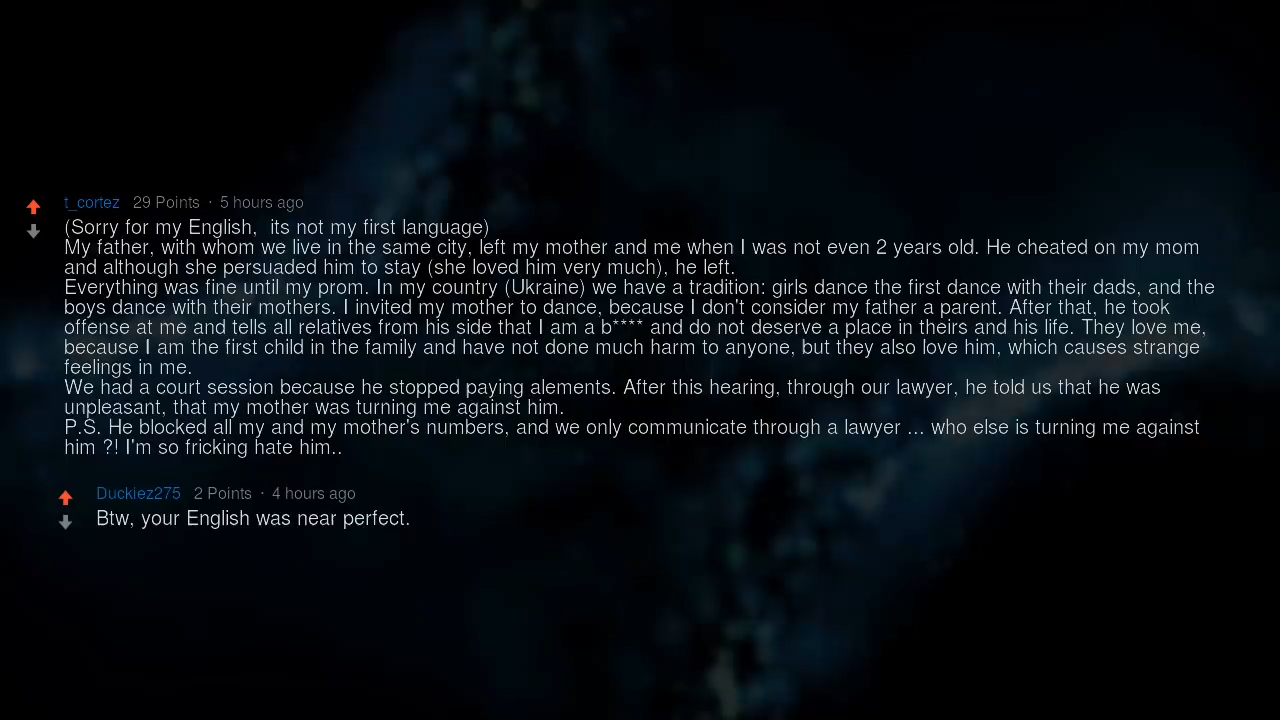 t_cortez 29 Points · 5 hours ago
(Sorry for my English,  its not my first language)
My father, with whom we live in the same city, left my mother and me when I was not even 2 years old. He cheated on my mom
and although she persuaded him to stay (she loved him very much), he left.
Everything was fine until my prom. In my country (Ukraine) we have a tradition: girls dance the first dance with their dads, and the
boys dance with their mothers. I invited my mother to dance, because I don't consider my father a parent. After that, he took
offense at me and tells all relatives from his side that I am a b**** and do not deserve a place in theirs and his life. They love me,
because I am the first child in the family and have not done much harm to anyone, but they also love him, which causes strange
feelings in me.
We had a court session because he stopped paying alements. After this hearing, through our lawyer, he told us that he was
unpleasant, that my mother was turning me against him.
P.S. He blocked all my and my mother's numbers, and we only communicate through a lawyer ... who else is turning me against
him ?! I'm so fricking hate him..
Duckiez275 2 Points · 4 hours ago
Btw, your English was near perfect.